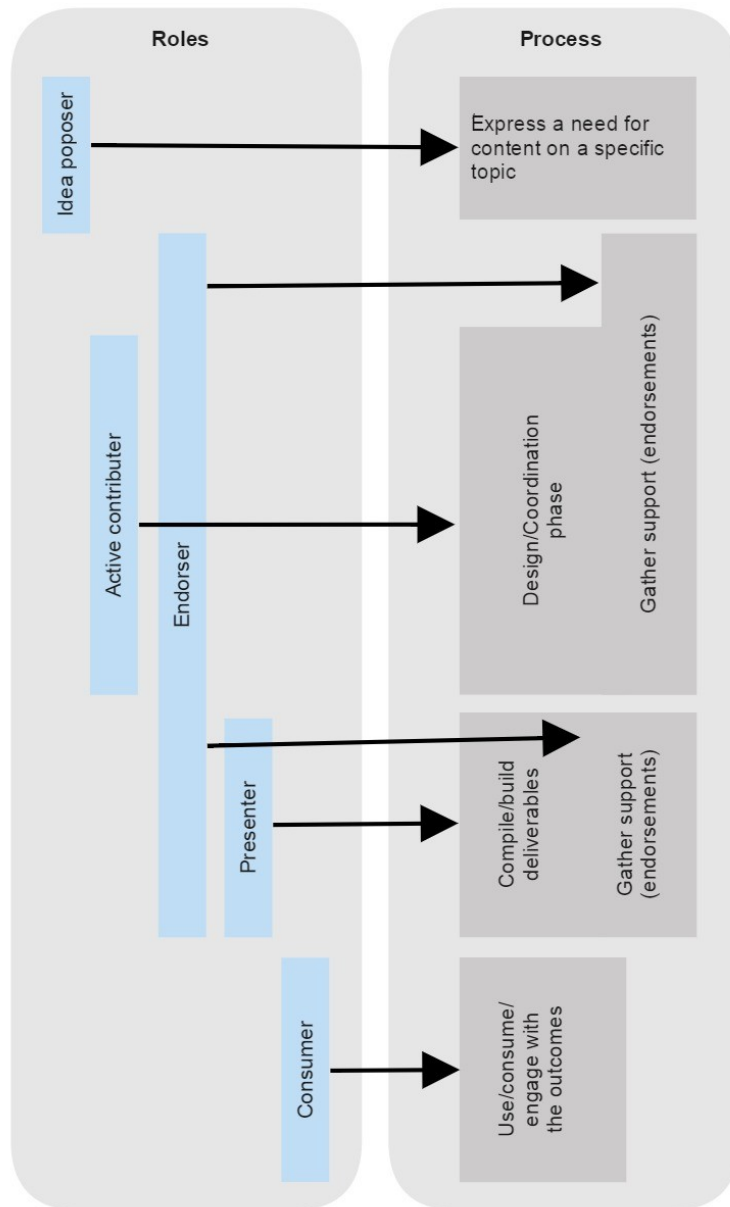 Roles
Process
Idea poposer
Express a need for
content on a specific
topic
Active contributer
Endorser
Design/Coordination
phase
Gather support (endorsements)
Presenter
Compile/build
deliverables
Gather support
(endorsements)
Consumer
Use/consume/
engage with
the outcomes